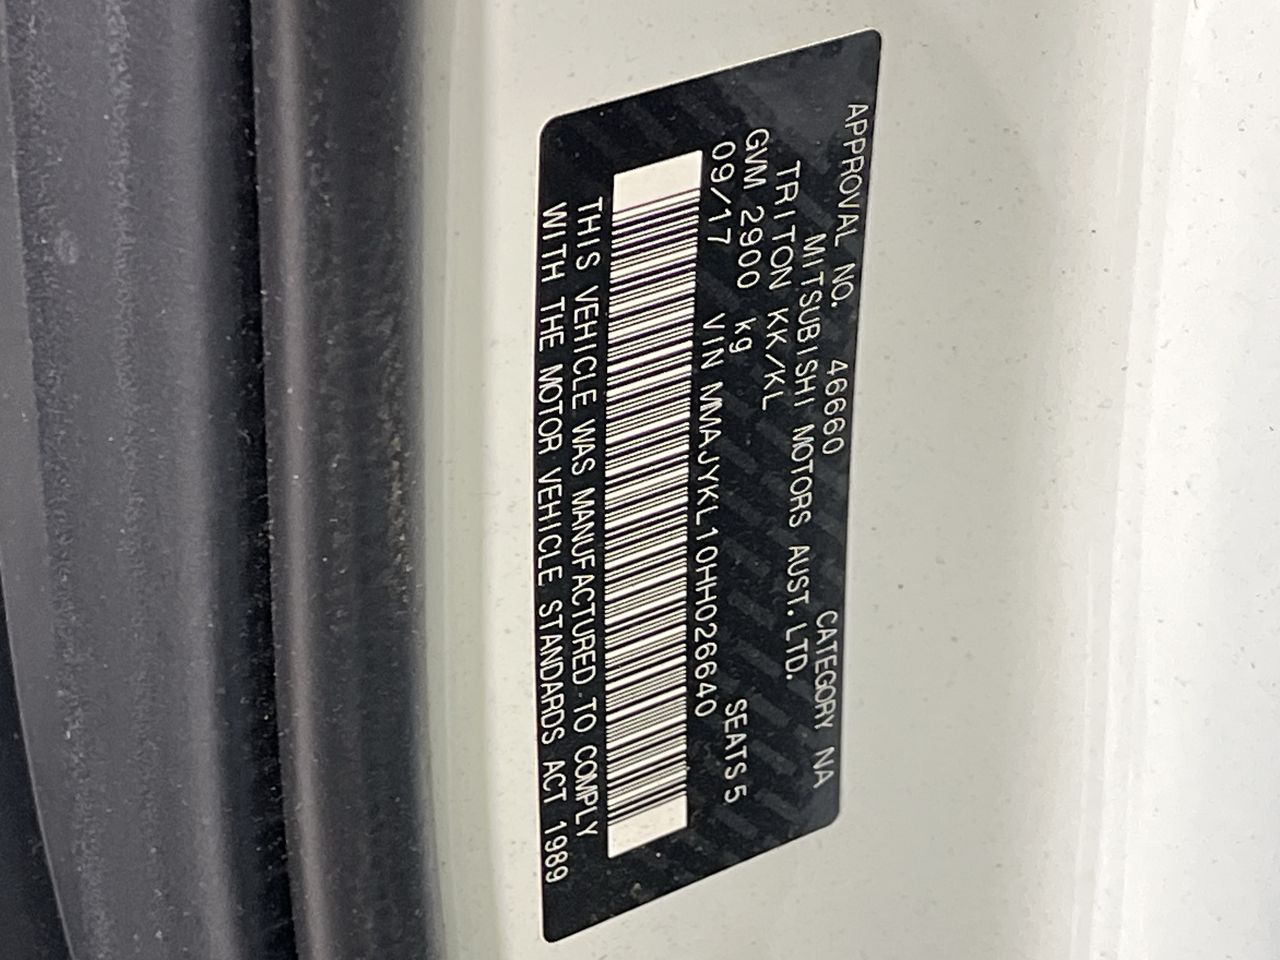 APPROVAL NO. 46660 CATEGORY NA
MITSUBISHI MOTORS AUST.LTD.
TRITON KK/KL
GVM 2900 kg SEATS 5
09/17 VIN MMAJYKL10HH026640
THIS VEHICLE WAS MANUFACTURED TO COMPLY
WITH THE MOTOR VEHICLE STANDARDS ACT 1989